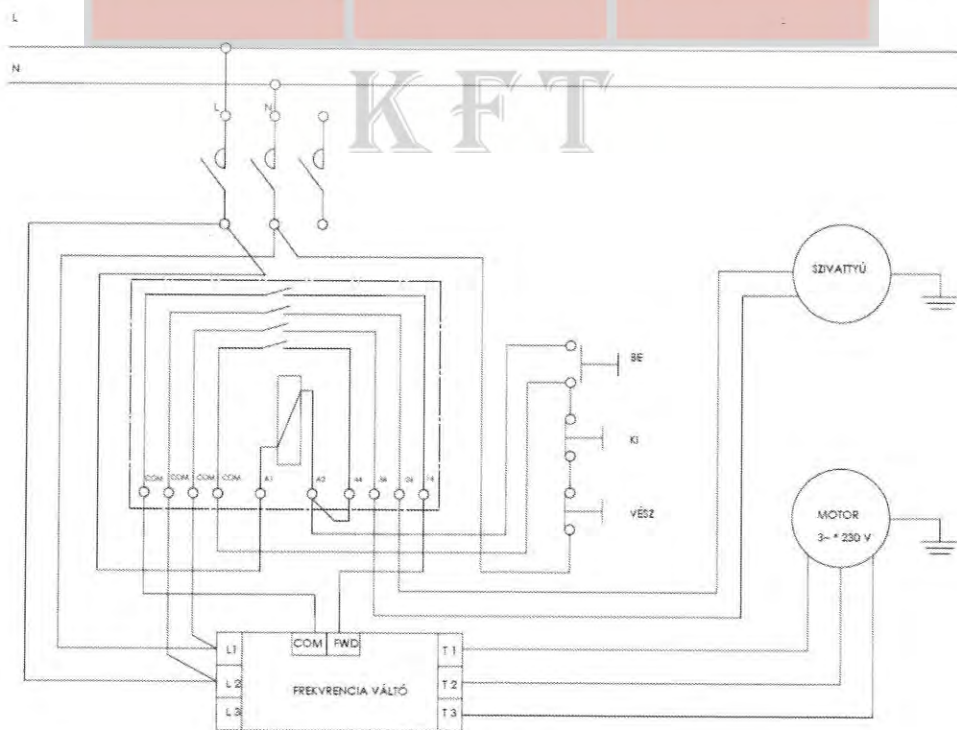 L
N
KFT
L N
SZIVATTYÚ
BE
KI
VÉSZ
COM. COM. COM. COM. A1 A2 44 34 24 14
MOTOR
3~ * 230 V
COM FWD
L1
L2
L3
FREKVRENCIA VÁLTÓ
T1
T2
T3